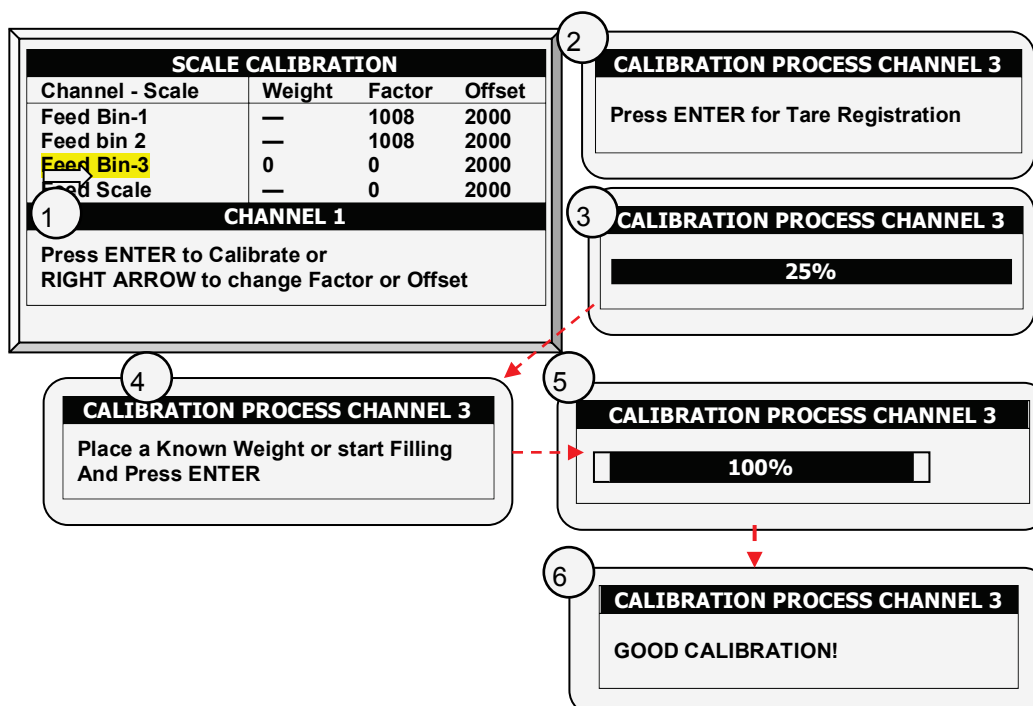 1
SCALE CALIBRATION
Channel - Scale Weight Factor Offset
Feed Bin-1 — 1008 2000
Feed bin 2 — 1008 2000
Feed Bin-3 0 0 2000
Feed Scale — 0 2000
CHANNEL 1
Press ENTER to Calibrate or
RIGHT ARROW to change Factor or Offset
2
CALIBRATION PROCESS CHANNEL 3
Press ENTER for Tare Registration
3
CALIBRATION PROCESS CHANNEL 3
25%
4
CALIBRATION PROCESS CHANNEL 3
Place a Known Weight or start Filling
And Press ENTER
5
CALIBRATION PROCESS CHANNEL 3
100%
6
CALIBRATION PROCESS CHANNEL 3
GOOD CALIBRATION!